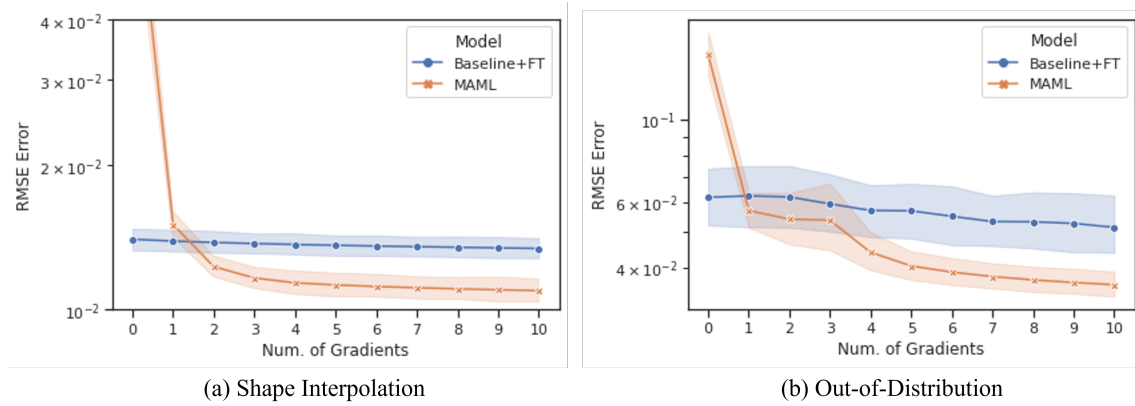 4 × 10⁻²
3 × 10⁻²
2 × 10⁻²
10⁻²
RMSE Error
Model
Baseline+FT
MAML
0 1 2 3 4 5 6 7 8 9 10
Num. of Gradients
(a) Shape Interpolation
10⁻¹
6 × 10⁻²
4 × 10⁻²
RMSE Error
Model
Baseline+FT
MAML
0 1 2 3 4 5 6 7 8 9 10
Num. of Gradients
(b) Out-of-Distribution